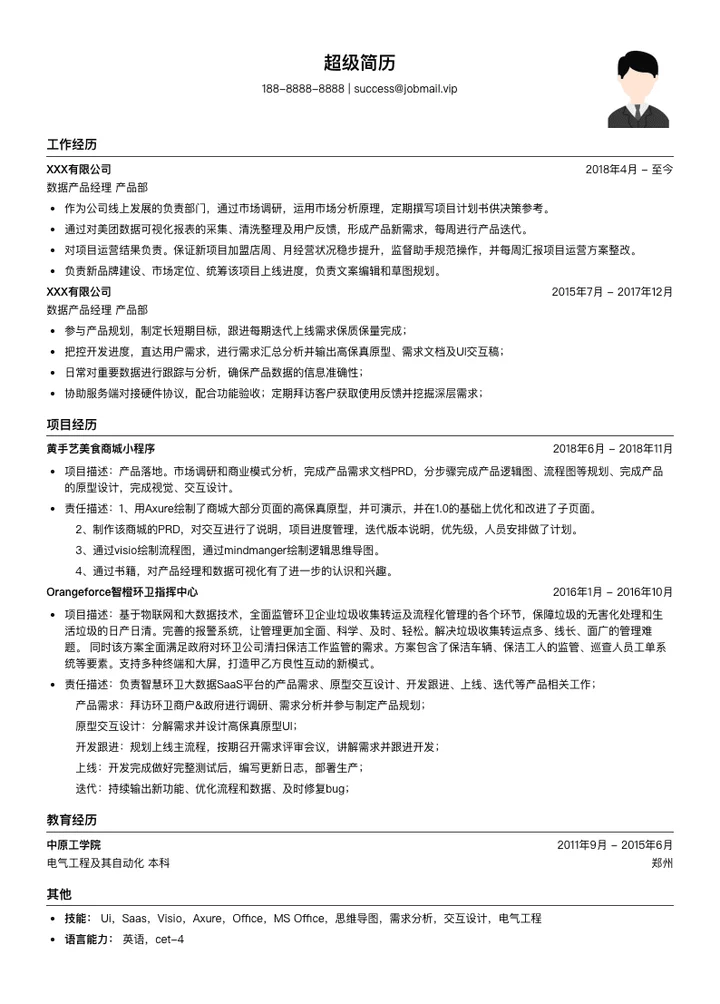 超级简历
188-8888-8888 | success@jobmail.vip
工作经历
XXX有限公司 2018年4月 – 至今
数据产品经理 产品部
• 作为公司线上发展的负责部门，通过市场调研，运用市场分析原理，定期撰写项目计划书供决策参考。
• 通过对美团数据可视化报表的采集、清洗整理及用户反馈，形成产品新需求，每周进行产品迭代。
• 对项目运营结果负责。保证新项目加盟店周、月经营状况稳步提升，监督助手规范操作，并每周汇报项目运营方案整改。
• 负责新品牌建设、市场定位、统筹该项目上线进度，负责文案编辑和草图规划。
XXX有限公司 2015年7月 – 2017年12月
数据产品经理 产品部
• 参与产品规划，制定长短期目标，跟进每期迭代上线需求保质保量完成；
• 把控开发进度，直达用户需求，进行需求汇总分析并输出高保真原型、需求文档及UI交互稿；
• 日常对重要数据进行跟踪与分析，确保产品数据的信息准确性；
• 协助服务端对接硬件协议，配合功能验收；定期拜访客户获取使用反馈并挖掘深层需求；
项目经历
黄手艺美食商城小程序 2018年6月 – 2018年11月
• 项目描述：产品落地。市场调研和商业模式分析，完成产品需求文档PRD，分步骤完成产品逻辑图、流程图等规划、完成产品
的原型设计，完成视觉、交互设计。
• 责任描述：1、用Axure绘制了商城大部分页面的高保真原型，并可演示，并在1.0的基础上优化和改进了子页面。
2、制作该商城的PRD，对交互进行了说明，项目进度管理，迭代版本说明，优先级，人员安排做了计划。
3、通过visio绘制流程图，通过mindmanger绘制逻辑思维导图。
4、通过书籍，对产品经理和数据可视化有了进一步的认识和兴趣。
Orangeforce智橙环卫指挥中心 2016年1月 – 2016年10月
• 项目描述：基于物联网和大数据技术，全面监管环卫企业垃圾收集转运及流程化管理的各个环节，保障垃圾的无害化处理和生
活垃圾的日产日清。完善的报警系统，让管理更加全面、科学、及时、轻松。解决垃圾收集转运点多、线长、面广的管理难
题。 同时该方案全面满足政府对环卫公司清扫保洁工作监管的需求。方案包含了保洁车辆、保洁工人的监管、巡查人员工单系
统等要素。支持多种终端和大屏，打造甲乙方良性互动的新模式。
• 责任描述：负责智慧环卫大数据SaaS平台的产品需求、原型交互设计、开发跟进、上线、迭代等产品相关工作；
产品需求：拜访环卫商户&政府进行调研、需求分析并参与制定产品规划；
原型交互设计：分解需求并设计高保真原型UI；
开发跟进：规划上线主流程，按期召开需求评审会议，讲解需求并跟进开发；
上线：开发完成做好完整测试后，编写更新日志，部署生产；
迭代：持续输出新功能、优化流程和数据、及时修复bug；
教育经历
中原工学院 2011年9月 – 2015年6月
电气工程及其自动化 本科 郑州
其他
• 技能： Ui，Saas，Visio，Axure，Office，MS Office，思维导图，需求分析，交互设计，电气工程
• 语言能力： 英语，cet-4